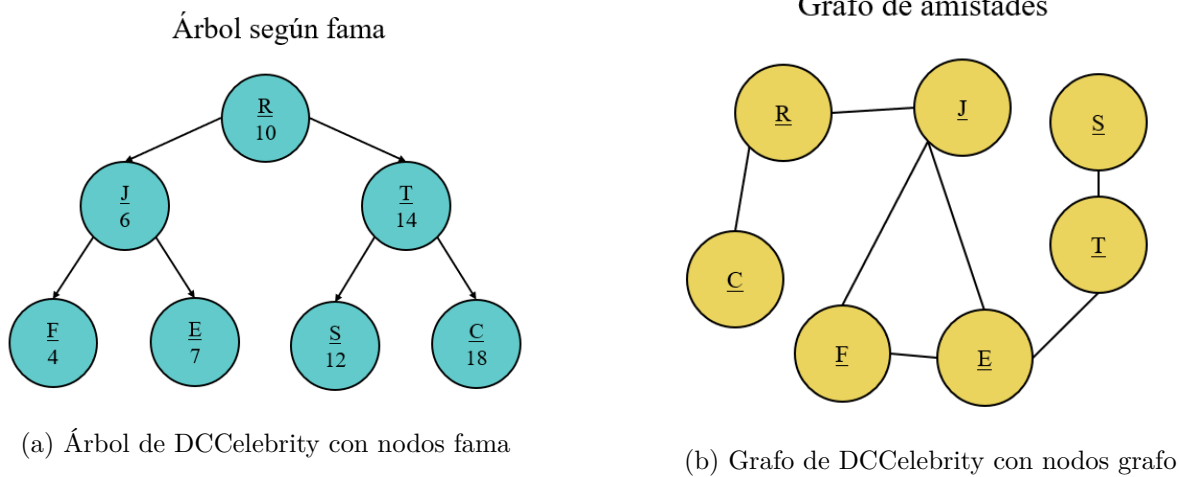 Árbol según fama
R
10
J
6
T
14
F
4
E
7
S
12
C
18
(a) Árbol de DCCelebrity con nodos fama
Grafo de amistades
R
J
S
C
T
F
E
(b) Grafo de DCCelebrity con nodos grafo